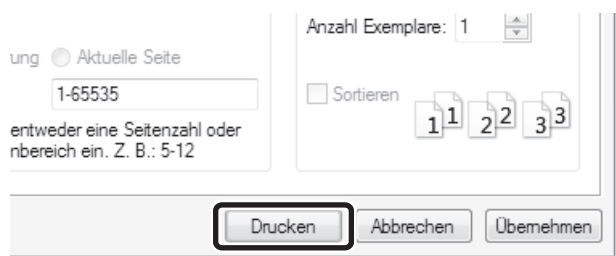 Anzahl Exemplare: 1
ung Aktuelle Seite
1-65535
Sortieren
1 1 2 2 3 3
entweder eine Seitenzahl oder
nbereich ein. Z. B.: 5-12
Drucken Abbrechen Übernehmen